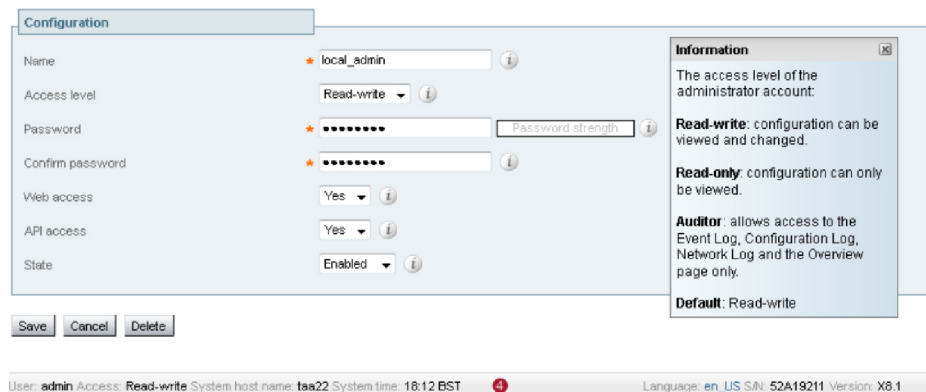 Configuration
Name * local_admin i
Access level Read-write i
Password * •••••••• Password strength i
Confirm password * •••••••• i
Web access Yes i
API access Yes i
State Enabled i
Information x
The access level of the
administrator account:
Read-write: configuration can be
viewed and changed.
Read-only: configuration can only
be viewed.
Auditor: allows access to the
Event Log, Configuration Log,
Network Log and the Overview
page only.
Default: Read-write
Save Cancel Delete
User: admin Access: Read-write System host name: taa22 System time: 18:12 BST 4 Language: en_US S/N: 52A19211 Version: X8.1